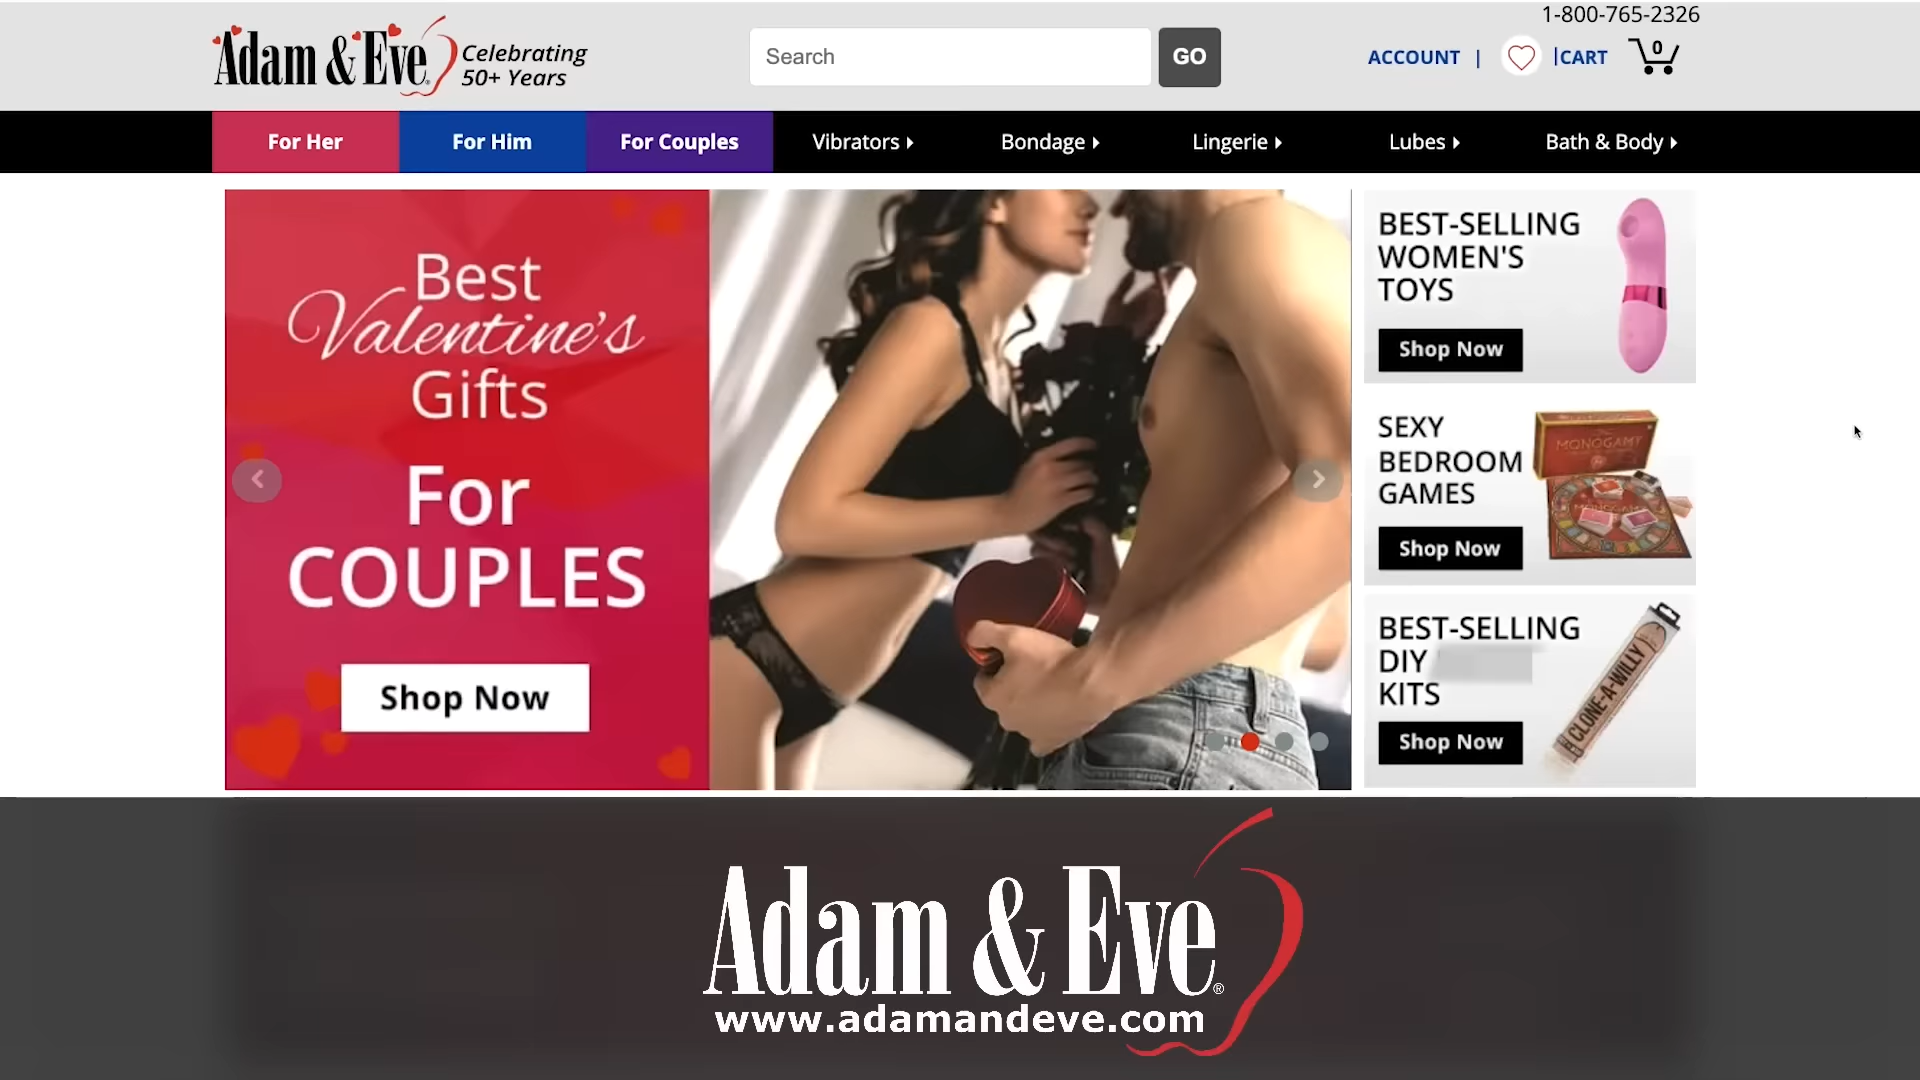 1-800-765-2326
Adam & Eve
Celebrating
50+ Years
Search
GO
ACCOUNT |
|CART
0
For Her
For Him
For Couples
Vibrators
Bondage
Lingerie
Lubes
Bath & Body
Best
Valentine's
Gifts
For
COUPLES
Shop Now
BEST-SELLING
WOMEN'S
TOYS
Shop Now
SEXY
BEDROOM
GAMES
MONOGAMY
Shop Now
BEST-SELLING
DIY
KITS
CLONE-A-WILLY
Shop Now
Adam & Eve®
www.adamandeve.com